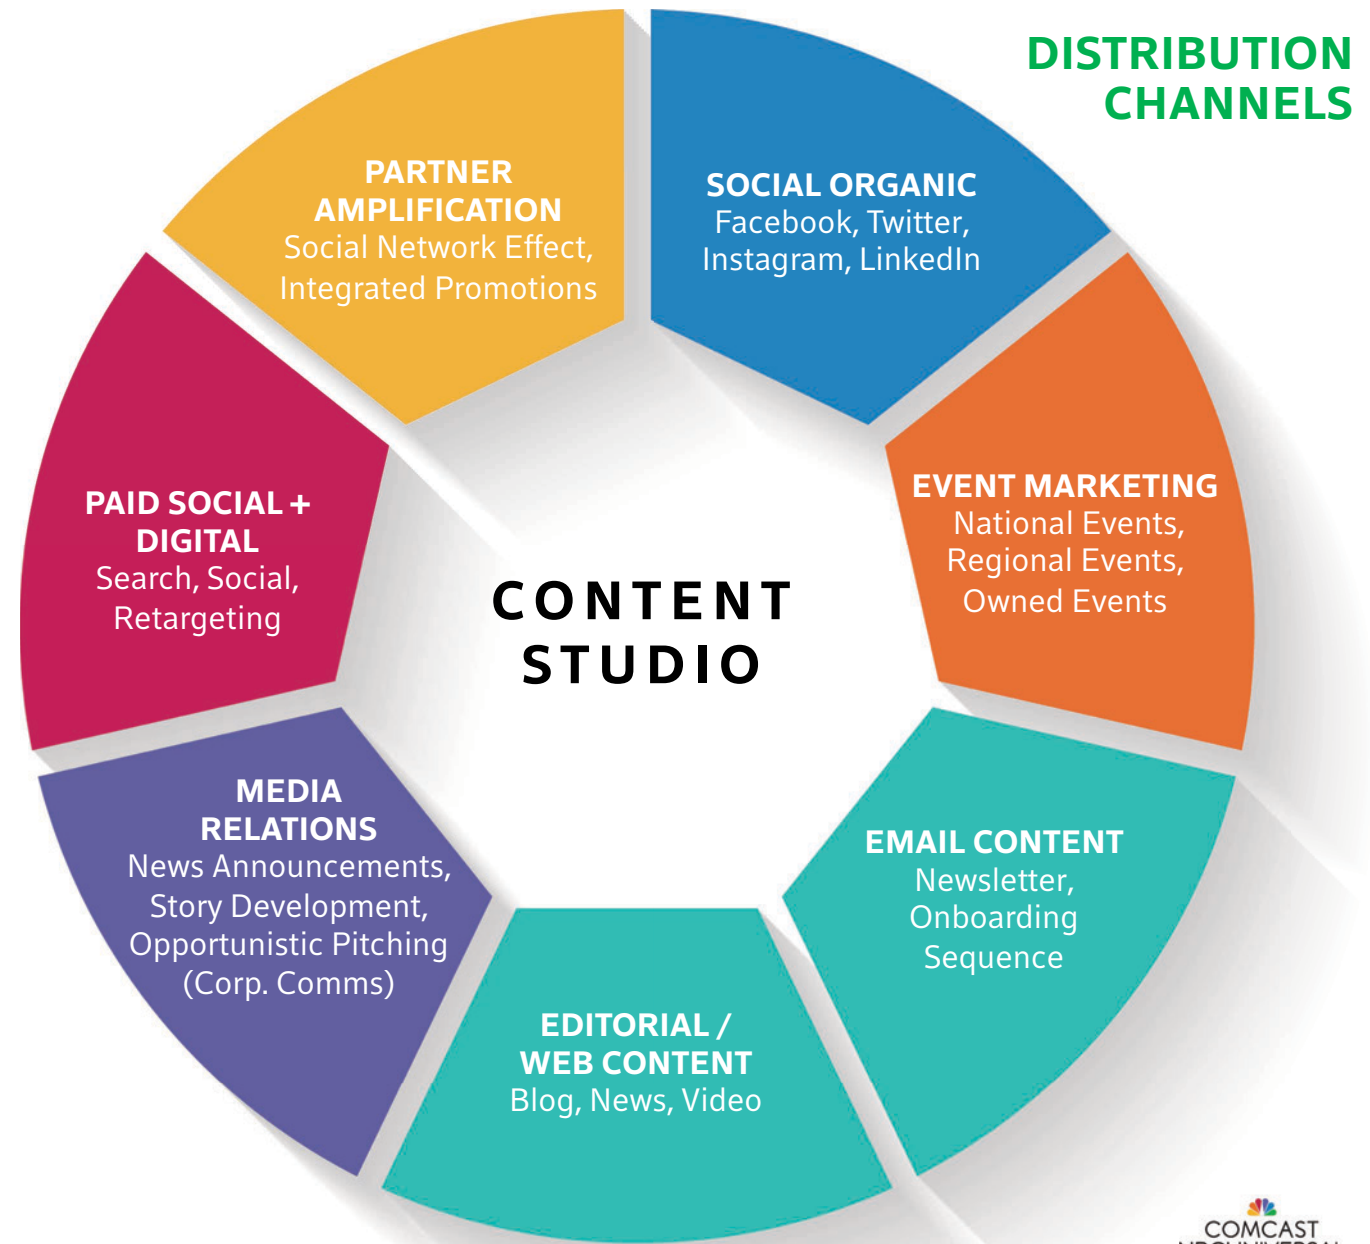 DISTRIBUTION
CHANNELS
PARTNER
AMPLIFICATION
Social Network Effect,
Integrated Promotions
SOCIAL ORGANIC
Facebook, Twitter,
Instagram, LinkedIn
EVENT MARKETING
National Events,
Regional Events,
Owned Events
PAID SOCIAL +
DIGITAL
Search, Social,
Retargeting
CONTENT
STUDIO
MEDIA
RELATIONS
News Announcements,
Story Development,
Opportunistic Pitching
(Corp. Comms)
EMAIL CONTENT
Newsletter,
Onboarding
Sequence
EDITORIAL /
WEB CONTENT
Blog, News, Video
COMCAST
NBCUNIVERSAL